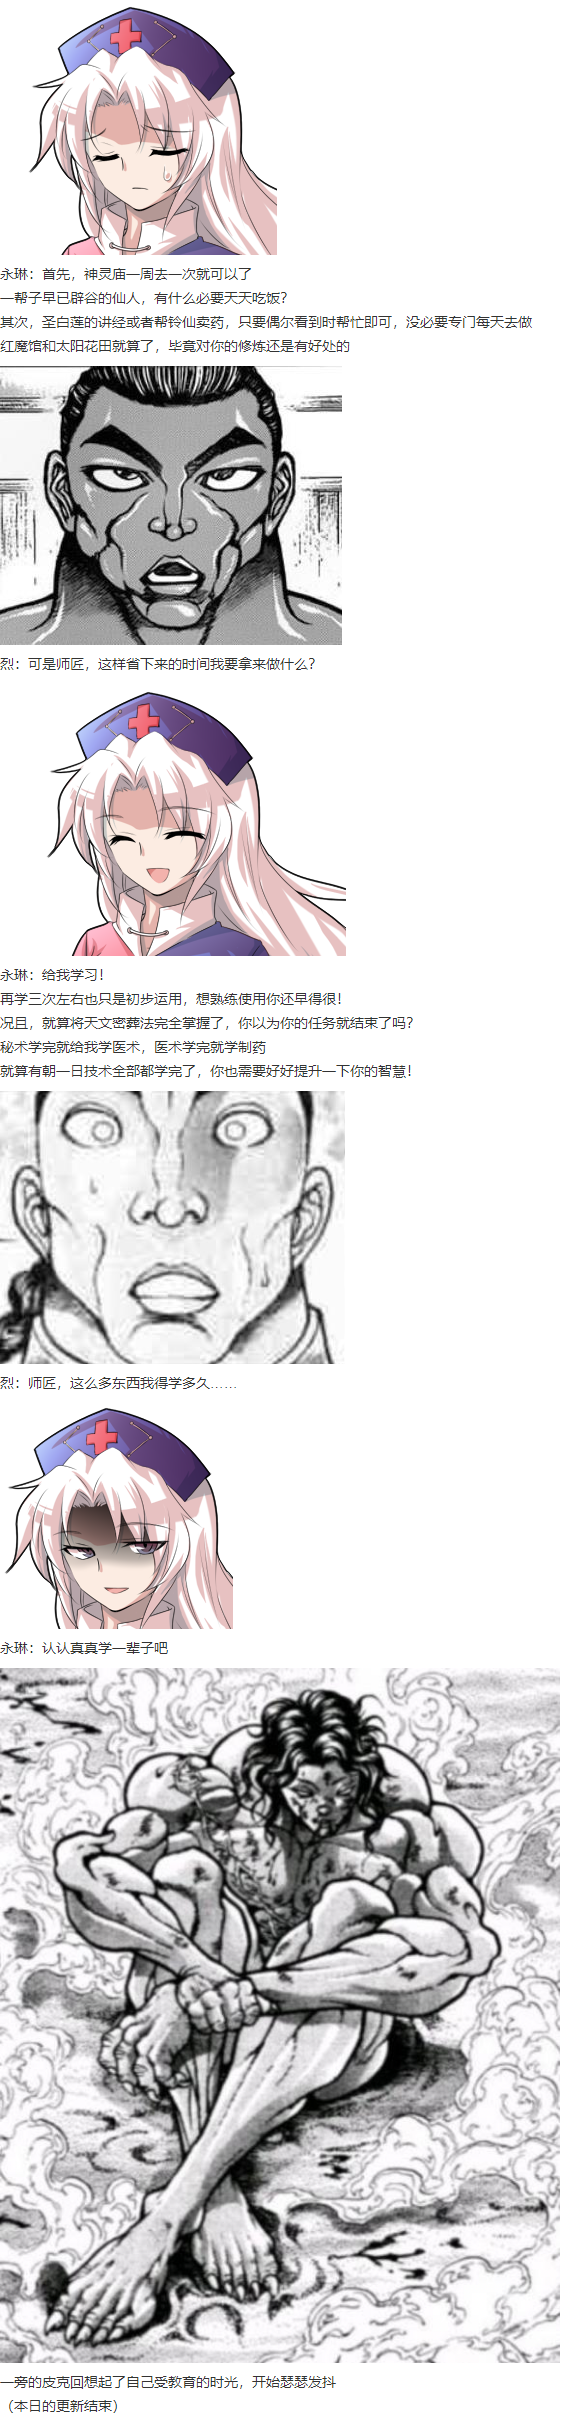 永琳：首先，神灵庙一周去一次就可以了
一帮子早已辟谷的仙人，有什么必要天天吃饭？
其次，圣白莲的讲经或者帮铃仙卖药，只要偶尔看到时帮忙即可，没必要专门每天去做
红魔馆和太阳花田就算了，毕竟对你的修炼还是有好处的
烈：可是师匠，这样省下来的时间我要拿来做什么？
永琳：给我学习！
再学三次左右也只是初步运用，想熟练使用你还早得很！
况且，就算将天文密葬法完全掌握了，你以为你的任务就结束了吗？
秘术学完就给我学医术，医术学完就学制药
就算有朝一日技术全部都学完了，你也需要好好提升一下你的智慧！
烈：师匠，这么多东西我得学多久……
永琳：认认真真学一辈子吧
一旁的皮克回想起了自己受教育的时光，开始瑟瑟发抖
（本日的更新结束）